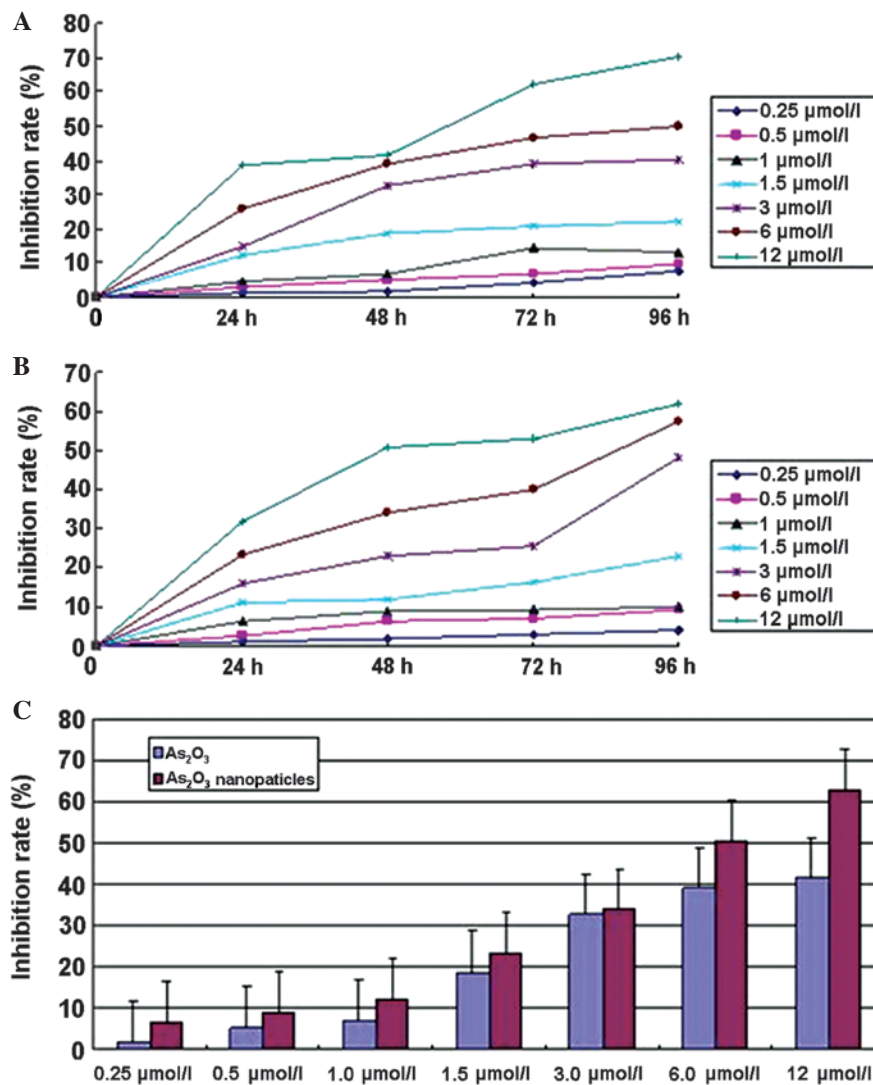 A
Inhibition rate (%)
80
70
60
50
40
30
20
10
0
0 24 h 48 h 72 h 96 h
0.25 µmol/l
0.5 µmol/l
1 µmol/l
1.5 µmol/l
3 µmol/l
6 µmol/l
12 µmol/l
B
Inhibition rate (%)
70
60
50
40
30
20
10
0
0 24 h 48 h 72 h 96 h
0.25 µmol/l
0.5 µmol/l
1 µmol/l
1.5 µmol/l
3 µmol/l
6 µmol/l
12 µmol/l
C
Inhibition rate (%)
80
70
60
50
40
30
20
10
0
As₂O₃
As₂O₃ nanopaticles
0.25 µmol/l 0.5 µmol/l 1.0 µmol/l 1.5 µmol/l 3.0 µmol/l 6.0 µmol/l 12 µmol/l